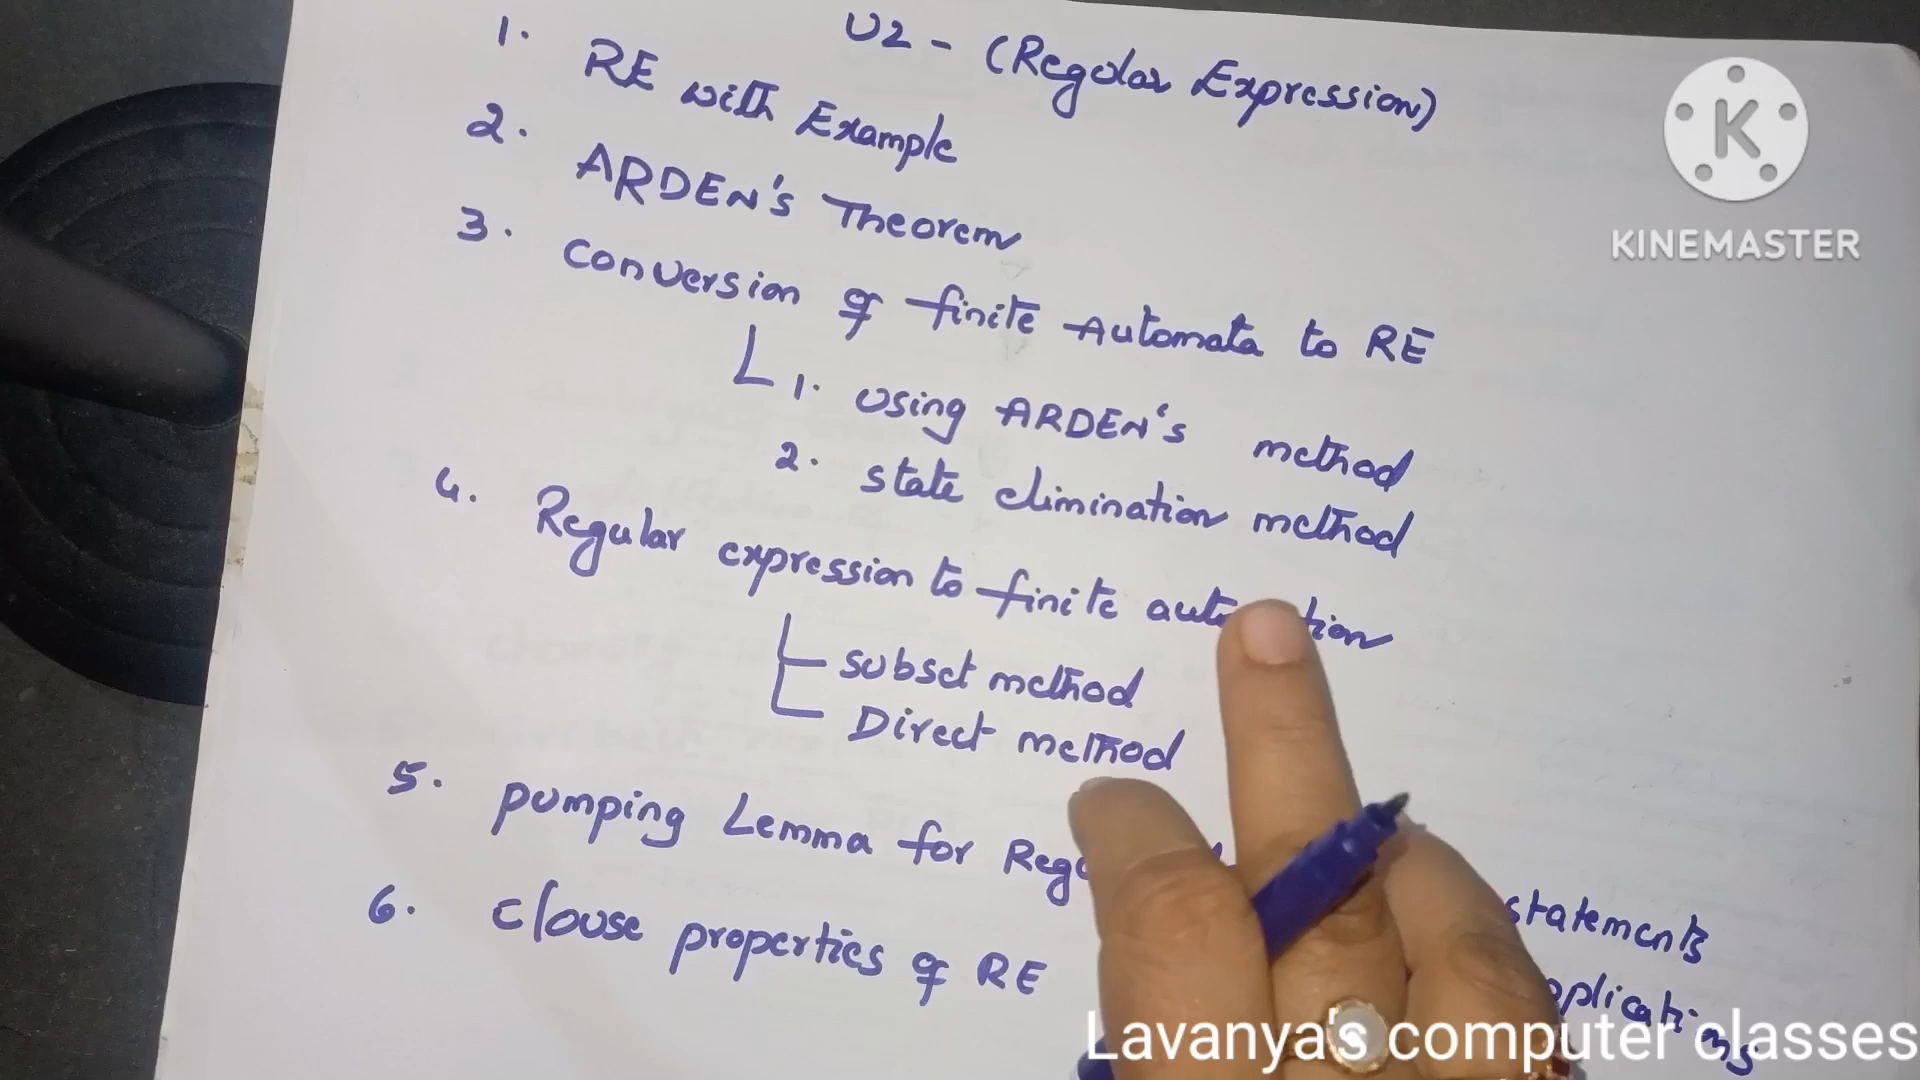 U2 - (Regular Expression)
1. RE with Example
2. ARDEN's Theorem
3. Conversion of finite Automata to RE
1. Using ARDEN's method
2. state elimination method
4. Regular expression to finite
subset method
Direct method
5. pumping Lemma for
statements
6. clouse properties of RE
K
KINEMASTER
Lavanya's computer classes